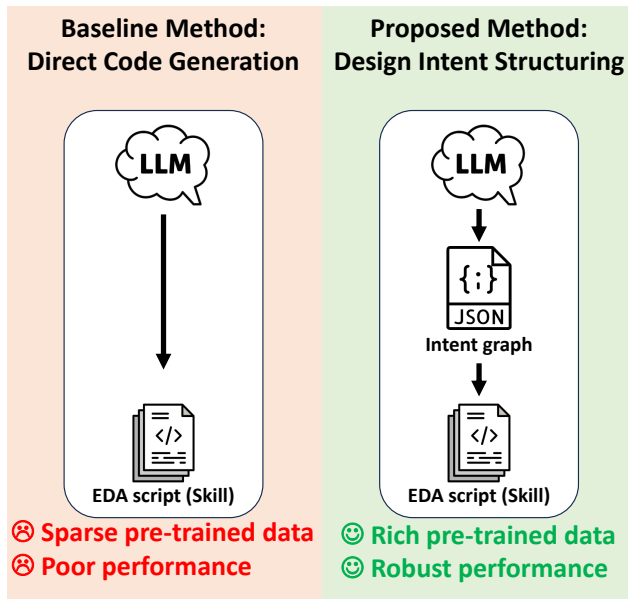 Baseline Method:
Direct Code Generation
LLM
</>
EDA script (Skill)
☹ Sparse pre-trained data
☹ Poor performance
Proposed Method:
Design Intent Structuring
LLM
{;}
JSON
Intent graph
</>
EDA script (Skill)
☺ Rich pre-trained data
☺ Robust performance